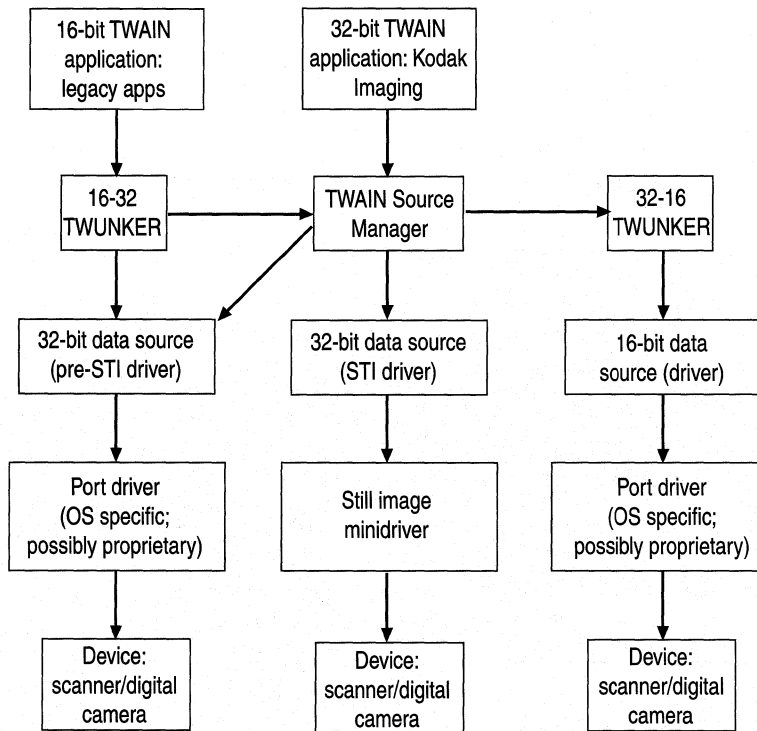 16-bit TWAIN
application:
legacy apps
32-bit TWAIN
application: Kodak
Imaging
16-32
TWUNKER
TWAIN Source
Manager
32-16
TWUNKER
32-bit data source
(pre-STI driver)
32-bit data source
(STI driver)
16-bit data
source (driver)
Port driver
(OS specific;
possibly proprietary)
Still image
minidriver
Port driver
(OS specific;
possibly proprietary)
Device:
scanner/digital
camera
Device:
scanner/digital
camera
Device:
scanner/digital
camera